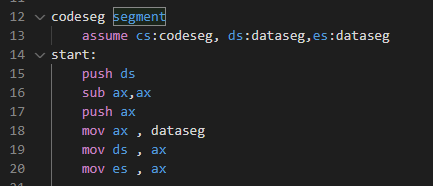 12 codeseg segment
13 assume cs:codeseg, ds:dataseg,es:dataseg
14 start:
15 push ds
16 sub ax,ax
17 push ax
18 mov ax , dataseg
19 mov ds , ax
20 mov es , ax